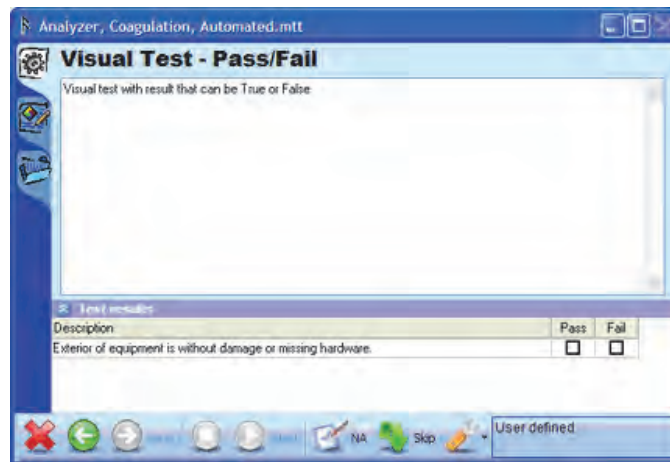 Analyzer, Coagulation, Automated.mtt
Visual Test - Pass/Fail
Visual test with result that can be True or False
Test results
Description Pass Fail
Exterior of equipment is without damage or missing hardware.
NA Skip User defined